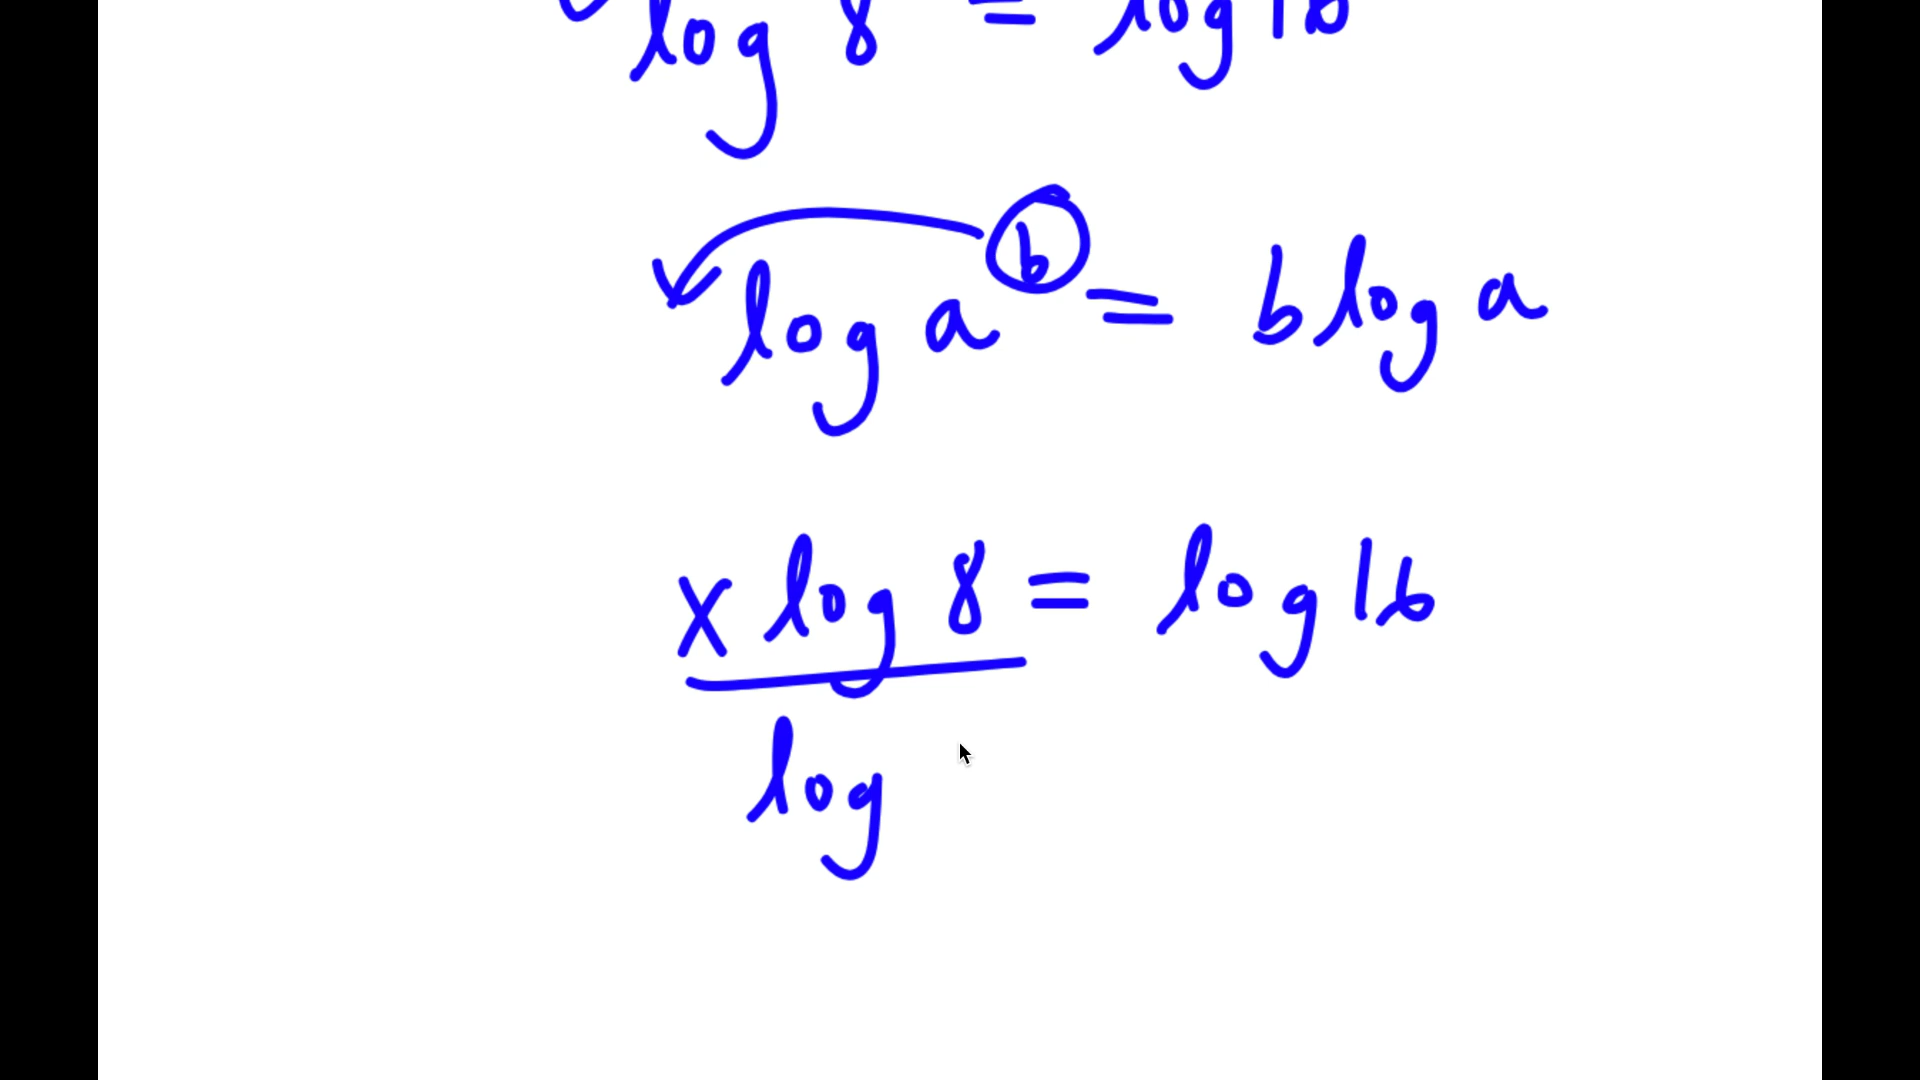 log 8 = log 16
log a^b = b log a
x log 8 = log 16
log